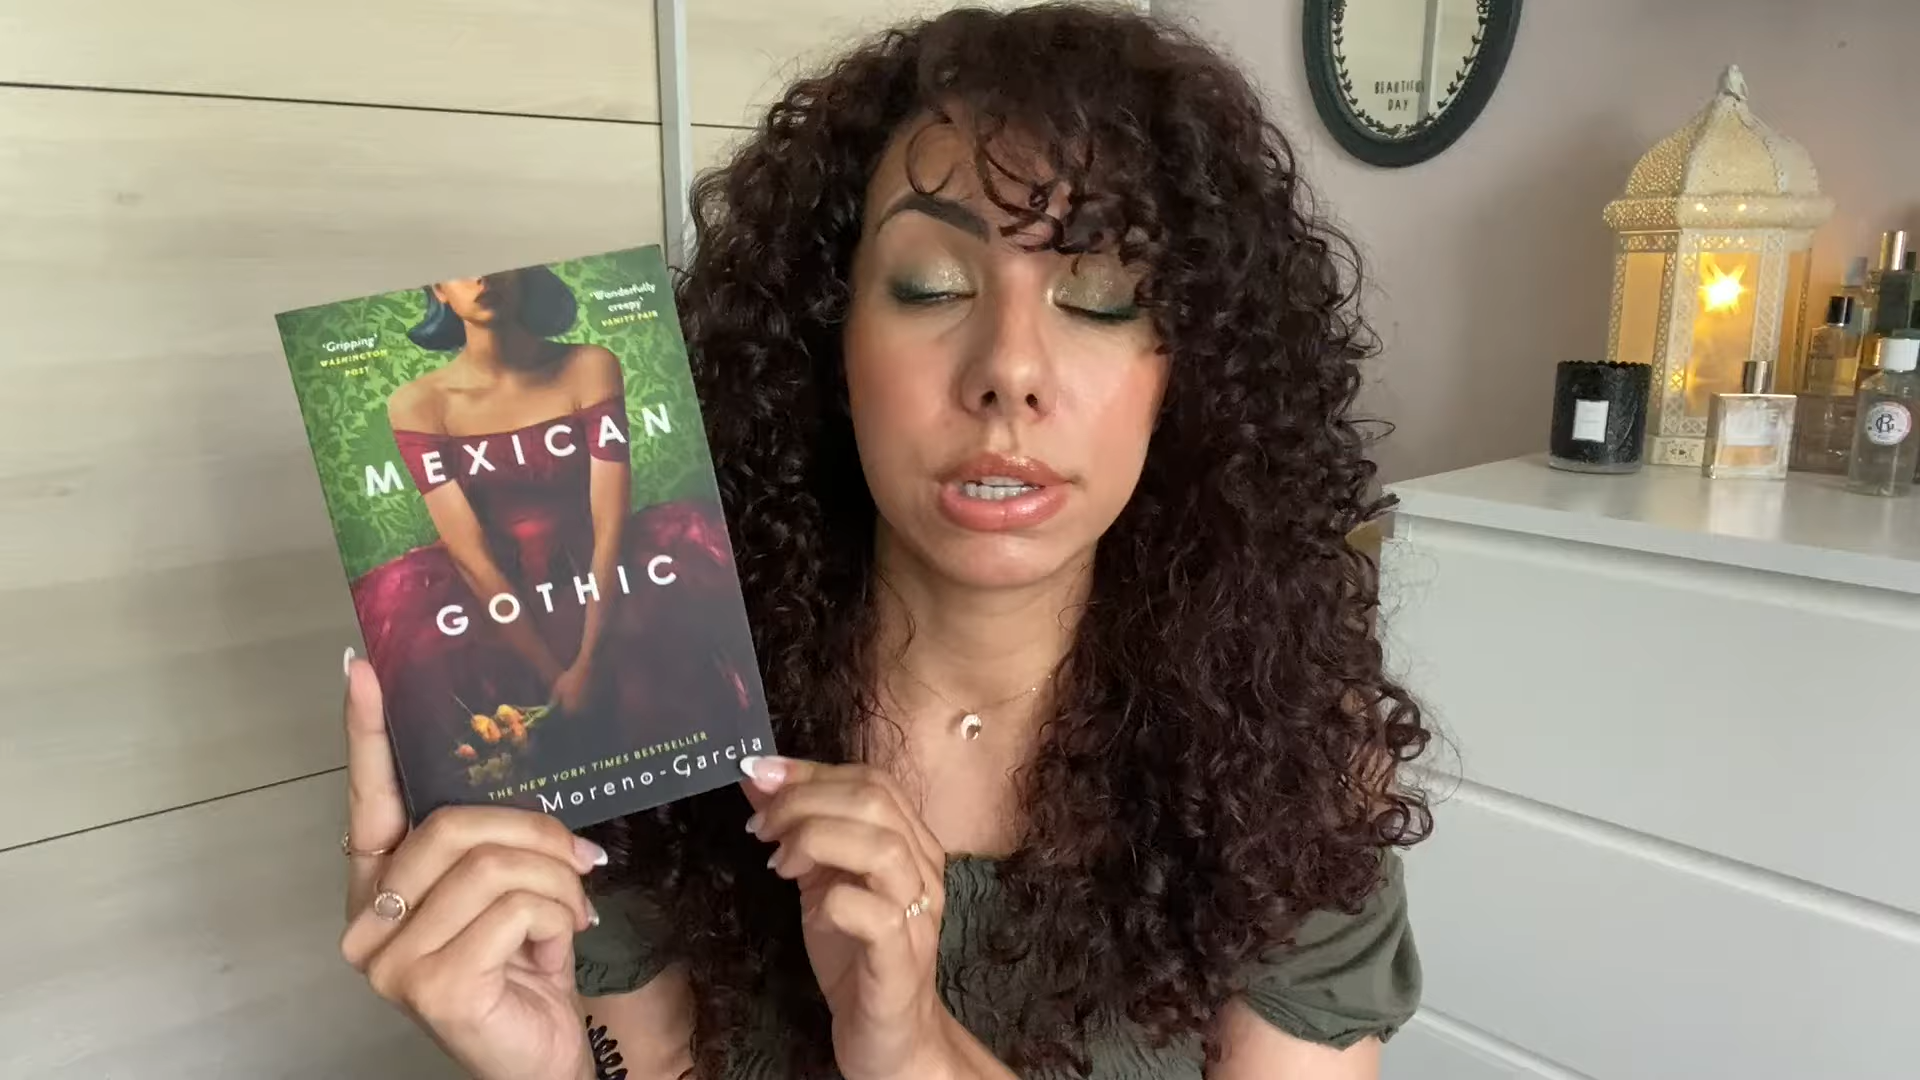 'Gripping'
WASHINGTON
POST
'Wonderfully
creepy'
VANITY FAIR
MEXICAN
GOTHIC
THE NEW YORK TIMES BESTSELLER
Moreno-Garcia
BEAUTIFUL
DAY